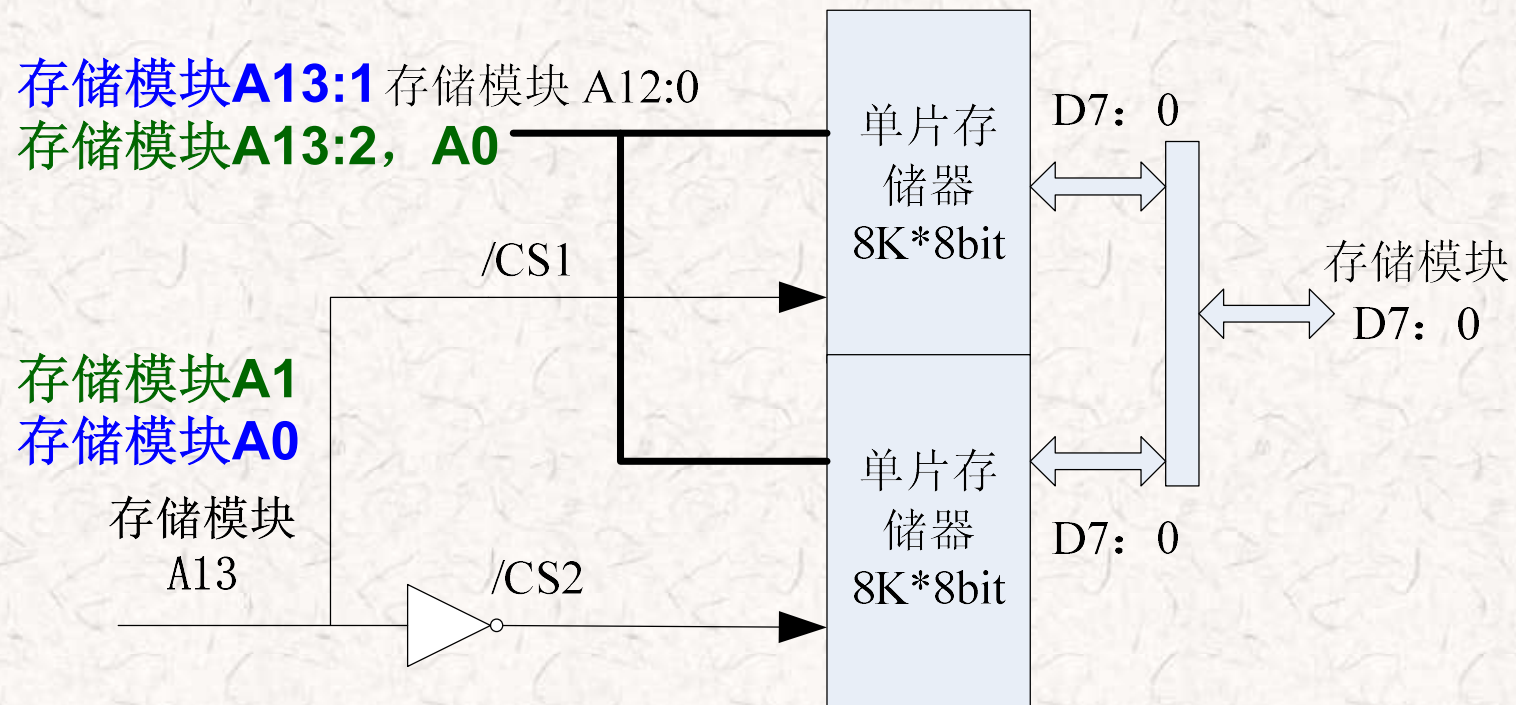 存储模块A13:1 存储模块 A12:0
存储模块A13:2，A0
/CS1
存储模块A1
存储模块A0
存储模块
A13
/CS2
单片存
储器
8K*8bit
D7：0
单片存
储器
8K*8bit
D7：0
存储模块
D7：0